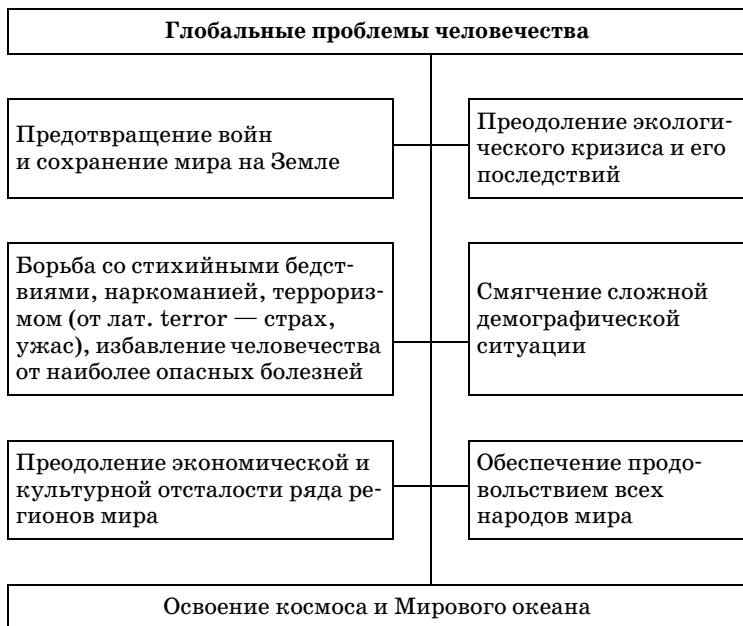 Глобальные проблемы человечества
Предотвращение войн
и сохранение мира на Земле
Преодоление экологи-
ческого кризиса и его
последствий
Борьба со стихийными бедст-
виями, наркоманией, террориз-
мом (от лат. terror — страх,
ужас), избавление человечества
от наиболее опасных болезней
Смягчение сложной
демографической
ситуации
Преодоление экономической и
культурной отсталости ряда ре-
гионов мира
Обеспечение продо-
вольствием всех
народов мира
Освоение космоса и Мирового океана